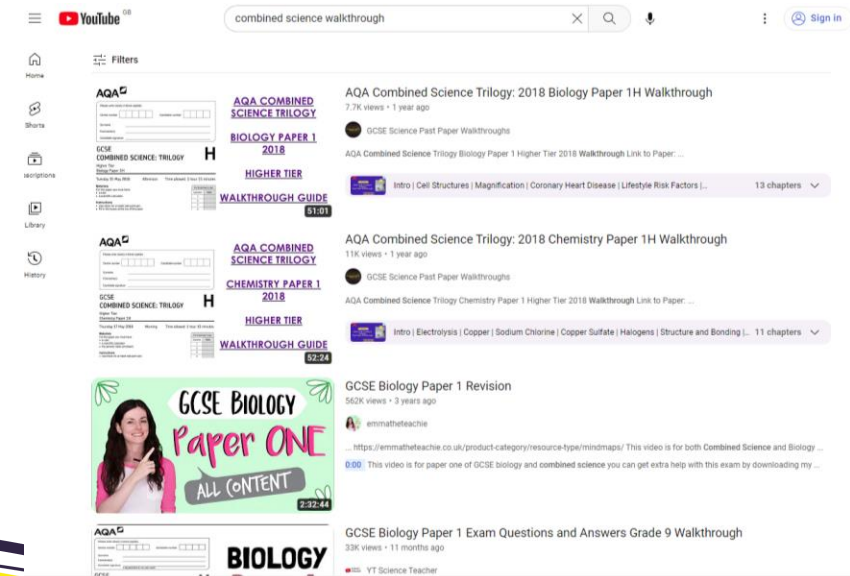 YouTube GB
combined science walkthrough
Sign in
Home
Shorts
Library
History
Filters
AQA
GCSE
COMBINED SCIENCE: TRILOGY
H
Higher Tier
AQA COMBINED
SCIENCE TRILOGY
BIOLOGY PAPER 1
2018
HIGHER TIER
WALKTHROUGH GUIDE
51:01
AQA Combined Science Trilogy: 2018 Biology Paper 1H Walkthrough
7.7K views • 1 year ago
GCSE Science Past Paper Walkthroughs
AQA Combined Science Trilogy Biology Paper 1 Higher Tier 2018 Walkthrough Link to Paper: ...
Intro | Cell Structures | Magnification | Coronary Heart Disease | Lifestyle Risk Factors |...
13 chapters
AQA
GCSE
COMBINED SCIENCE: TRILOGY
H
Higher Tier
AQA COMBINED
SCIENCE TRILOGY
CHEMISTRY PAPER 1
2018
HIGHER TIER
WALKTHROUGH GUIDE
52:24
AQA Combined Science Trilogy: 2018 Chemistry Paper 1H Walkthrough
11K views • 1 year ago
GCSE Science Past Paper Walkthroughs
AQA Combined Science Trilogy Chemistry Paper 1 Higher Tier 2018 Walkthrough Link to Paper: ...
Intro | Electrolysis | Copper | Sodium Chlorine | Copper Sulfate | Halogens | Structure and Bonding |...
11 chapters
GCSE BIOLOGY
Paper ONE
ALL CONTENT
2:32:44
GCSE Biology Paper 1 Revision
562K views • 3 years ago
emmatheteachie
... https://emmatheteachie.co.uk/product-category/resource-type/mindmaps/ This video is for both Combined Science and Biology ...
0:00 This video is for paper one of GCSE biology and combined science you can get extra help with this exam by downloading my ...
AQA
BIOLOGY
GCSE Biology Paper 1 Exam Questions and Answers Grade 9 Walkthrough
33K views • 11 months ago
YT Science Teacher